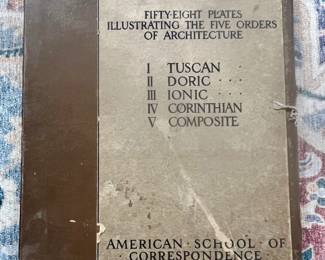 FIFTY-EIGHT PLATES
ILLUSTRATING THE FIVE ORDERS
OF ARCHITECTURE
I TUSCAN · ·
II DORIC · · ·
III IONIC · · ·
IV CORINTHIAN
V COMPOSITE
AMERICAN · SCHOOL · OF
· CORRESPONDENCE ·